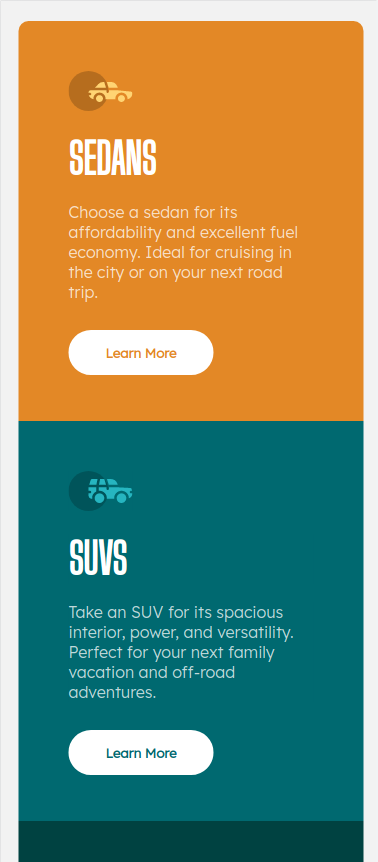 SEDANS
Choose a sedan for its
affordability and excellent fuel
economy. Ideal for cruising in
the city or on your next road
trip.
Learn More
SUVS
Take an SUV for its spacious
interior, power, and versatility.
Perfect for your next family
vacation and off-road
adventures.
Learn More